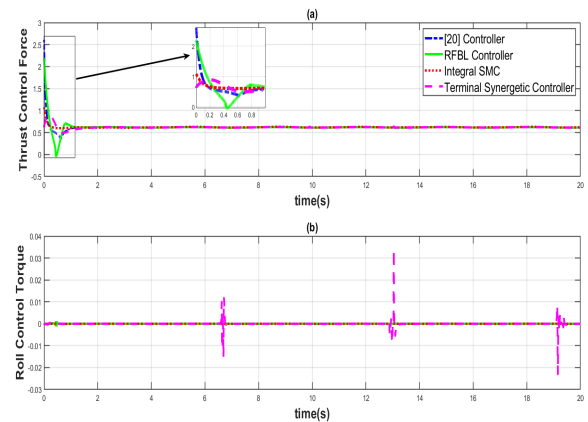 (a)
Thrust Control Force
3
2.5
2
1.5
1
0.5
0
-0.5
2
1
0
0.2 0.4 0.6 0.8
[20] Controller
RFBL Controller
Integral SMC
Terminal Synergetic Controller
0 2 4 6 8 10 12 14 16 18 20
time(s)
(b)
Roll Control Torque
0.04
0.03
0.02
0.01
0
-0.01
-0.02
-0.03
0 2 4 6 8 10 12 14 16 18 20
time(s)